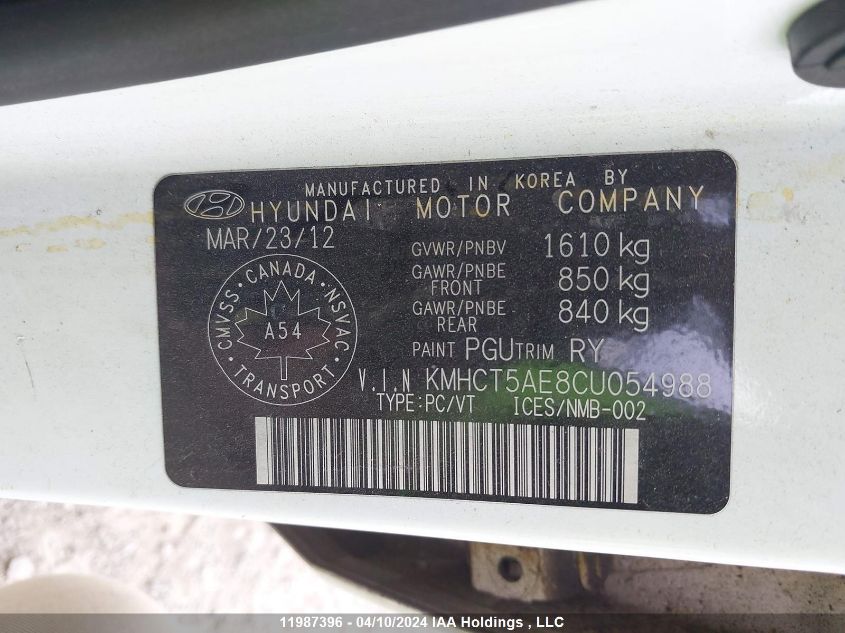 MANUFACTURED IN KOREA BY
HYUNDAI MOTOR COMPANY
MAR/23/12
GVWR/PNBV 1610 kg
GAWR/PNBE FRONT 850 kg
GAWR/PNBE REAR 840 kg
CMVSS · CANADA · NSVAC · TRANSPORT ·
A54
PAINT PGU TRIM RY
V.I.N KMHCT5AE8CU054988
TYPE:PC/VT ICES/NMB-002
11987396 - 04/10/2024 IAA Holdings , LLC